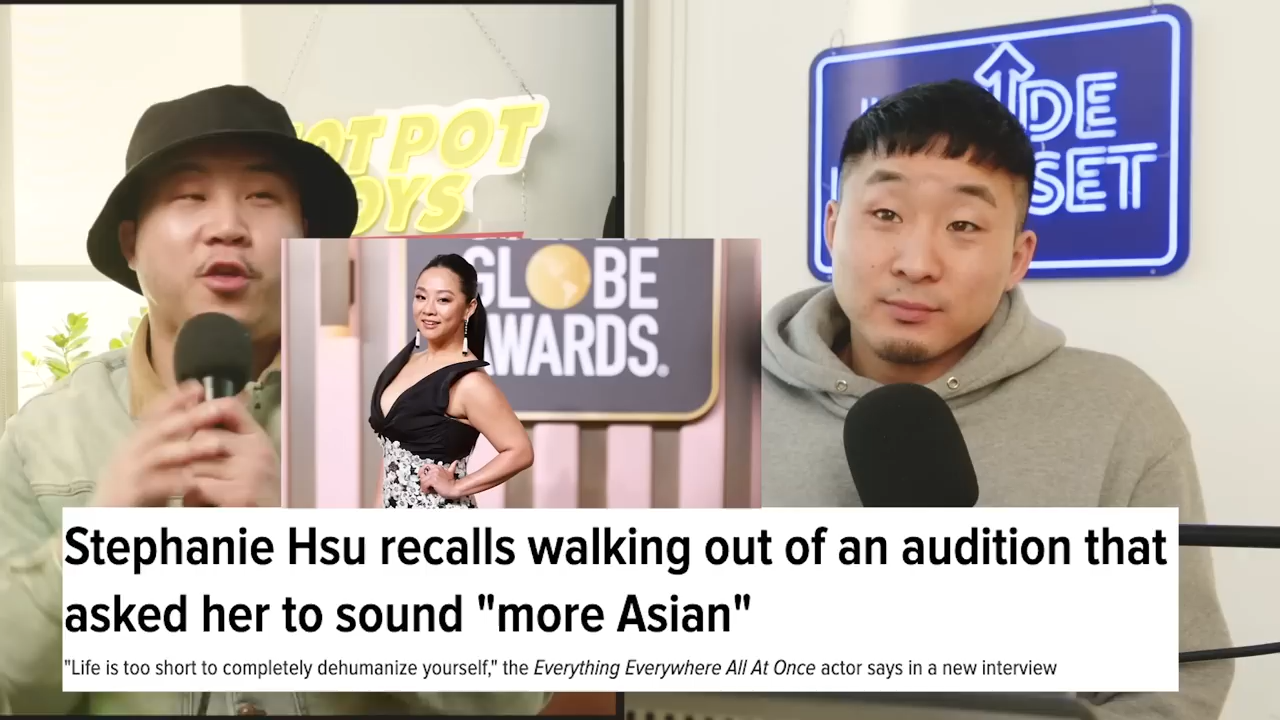 POT
GLOBE
AWARDS.
Stephanie Hsu recalls walking out of an audition that
asked her to sound "more Asian"
"Life is too short to completely dehumanize yourself," the Everything Everywhere All At Once actor says in a new interview